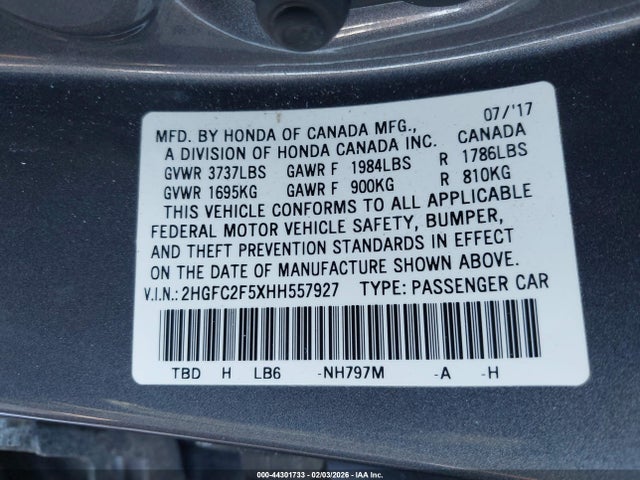 07/'17
MFD. BY HONDA OF CANADA MFG., CANADA
A DIVISION OF HONDA CANADA INC.
GVWR 3737LBS GAWR F 1984LBS R 1786LBS
GVWR 1695KG GAWR F 900KG R 810KG
THIS VEHICLE CONFORMS TO ALL APPLICABLE
FEDERAL MOTOR VEHICLE SAFETY, BUMPER,
AND THEFT PREVENTION STANDARDS IN EFFECT
ON THE DATE OF MANUFACTURE SHOWN ABOVE.
V.I.N.: 2HGFC2F5XHH557927 TYPE: PASSENGER CAR
TBD H LB6 -NH797M -A -H
000-44301733 - 02/03/2026 - IAA Inc.